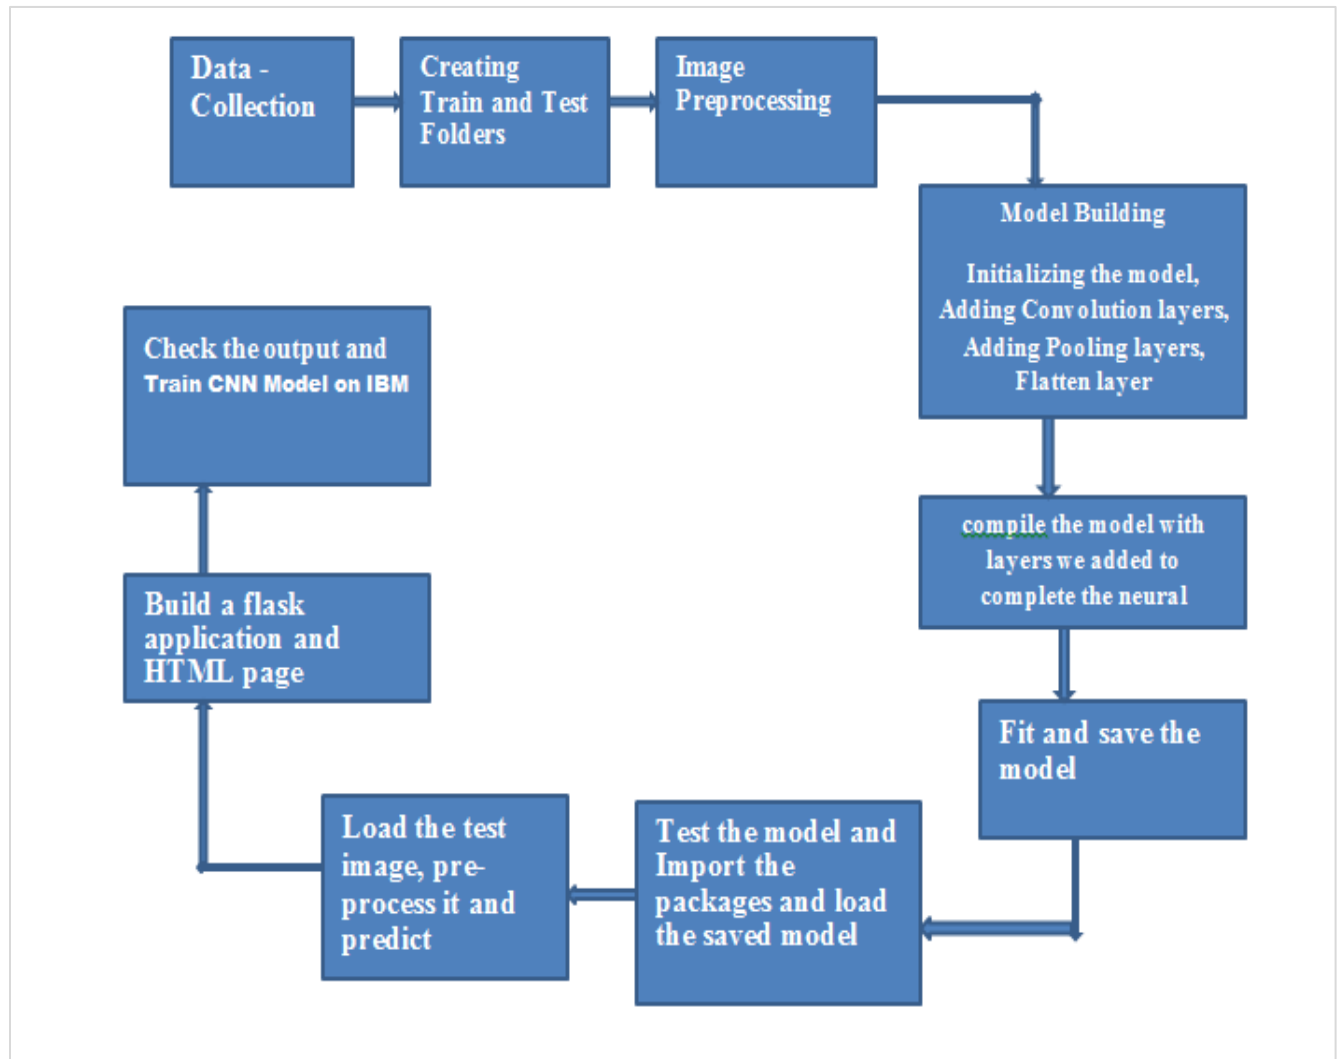 Data -
Collection
Creating
Train and Test
Folders
Image
Preprocessing
Model Building
Initializing the model,
Adding Convolution layers,
Adding Pooling layers,
Flatten layer
compile the model with
layers we added to
complete the neural
Fit and save the
model
Test the model and
Import the
packages and load
the saved model
Load the test
image, pre-
process it and
predict
Build a flask
application and
HTML page
Check the output and
Train CNN Model on IBM